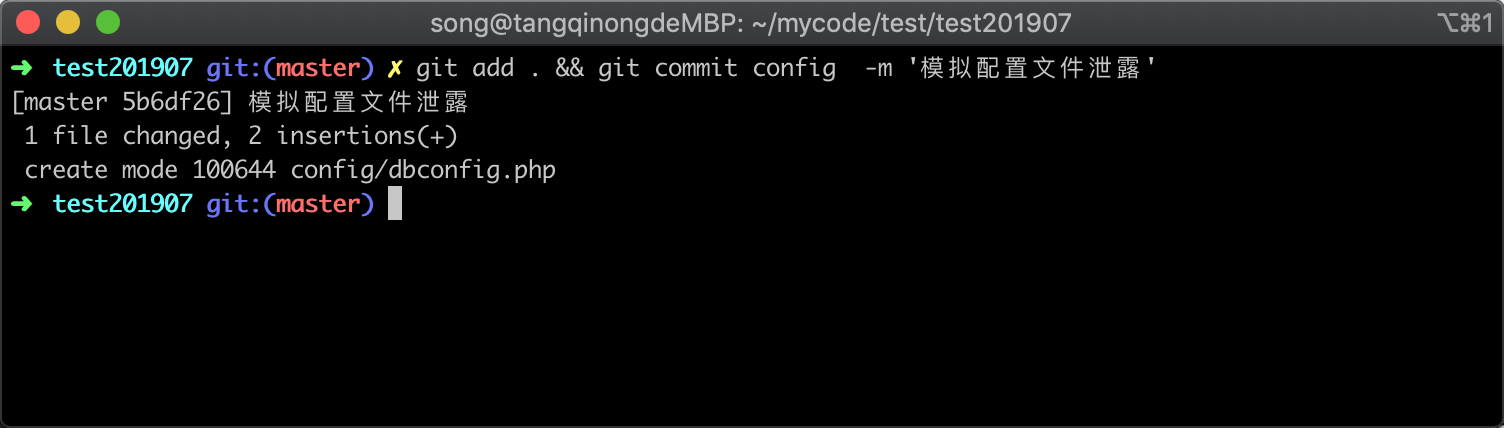 song@tangqinongdeMBP: ~/mycode/test/test201907 ⌥⌘1
➜ test201907 git:(master) ✗ git add . && git commit config  -m '模拟配置文件泄露'
[master 5b6df26] 模拟配置文件泄露
 1 file changed, 2 insertions(+)
 create mode 100644 config/dbconfig.php
➜ test201907 git:(master)